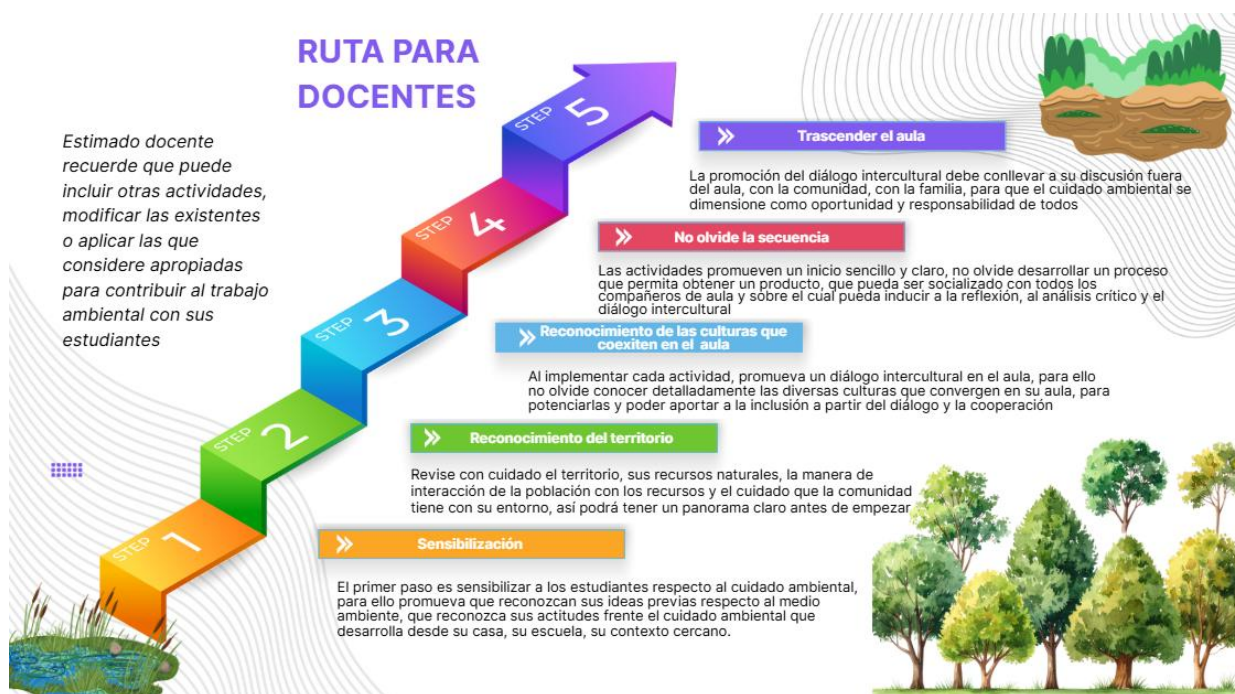 RUTA PARA
DOCENTES
Estimado docente
recuerde que puede
incluir otras actividades,
modificar las existentes
o aplicar las que
considere apropiadas
para contribuir al trabajo
ambiental con sus
estudiantes
STEP 5
Trascender el aula
La promoción del diálogo intercultural debe conllevar a su discusión fuera
del aula, con la comunidad, con la familia, para que el cuidado ambiental se
dimensione como oportunidad y responsabilidad de todos
STEP 4
No olvide la secuencia
Las actividades promueven un inicio sencillo y claro, no olvide desarrollar un proceso
que permita obtener un producto, que pueda ser socializado con todos los
compañeros de aula y sobre el cual pueda inducir a la reflexión, al análisis crítico y el
diálogo intercultural
STEP 3
Reconocimiento de las culturas que
coexiten en el aula
Al implementar cada actividad, promueva un diálogo intercultural en el aula, para ello
no olvide conocer detalladamente las diversas culturas que convergen en su aula, para
potenciarlas y poder aportar a la inclusión a partir del diálogo y la cooperación
STEP 2
Reconocimiento del territorio
Revise con cuidado el territorio, sus recursos naturales, la manera de
interacción de la población con los recursos y el cuidado que la comunidad
tiene con su entorno, así podrá tener un panorama claro antes de empezar
STEP 1
Sensibilización
El primer paso es sensibilizar a los estudiantes respecto al cuidado ambiental,
para ello promueva que reconozcan sus ideas previas respecto al medio
ambiente, que reconozca sus actitudes frente el cuidado ambiental que
desarrolla desde su casa, su escuela, su contexto cercano.